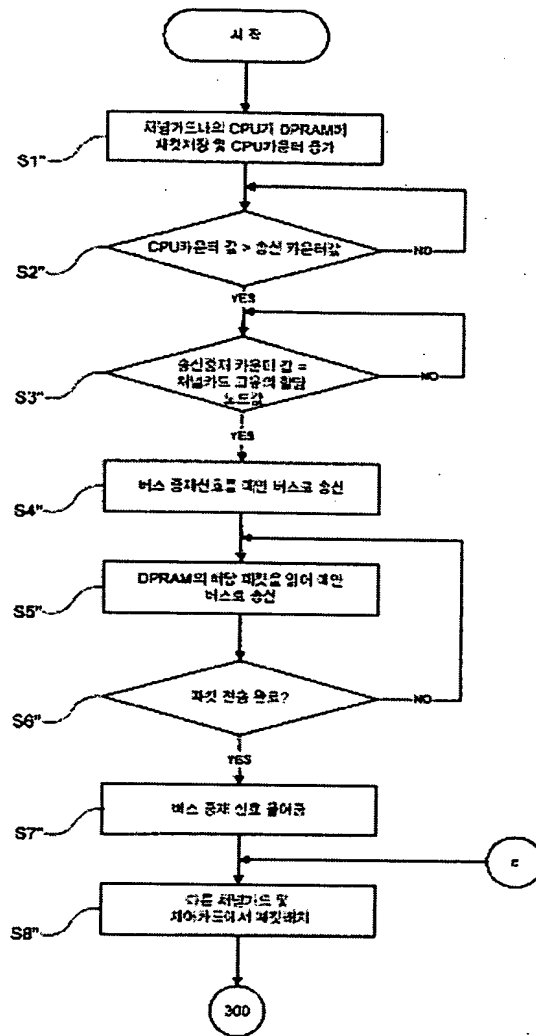 시 작
채널카드내의 CPU가 DPRAM에
패킷저장 및 CPU카운터 증가
S1"
CPU카운터 값 > 송신 카운터값
NO
S2"
YES
송신중재 카운터 값 =
채널카드 고유의 할당
노드값
NO
S3"
YES
버스 중재신호를 예만 버스로 송신
S4"
DPRAM의 해당 패킷을 읽어 예만
버스로 송신
S5"
패킷 전송 완료?
NO
S6"
YES
버스 중재 신호 풀어줌
S7"
다른 채널카드 및
제어카드에서 패킷래치
S8"
300